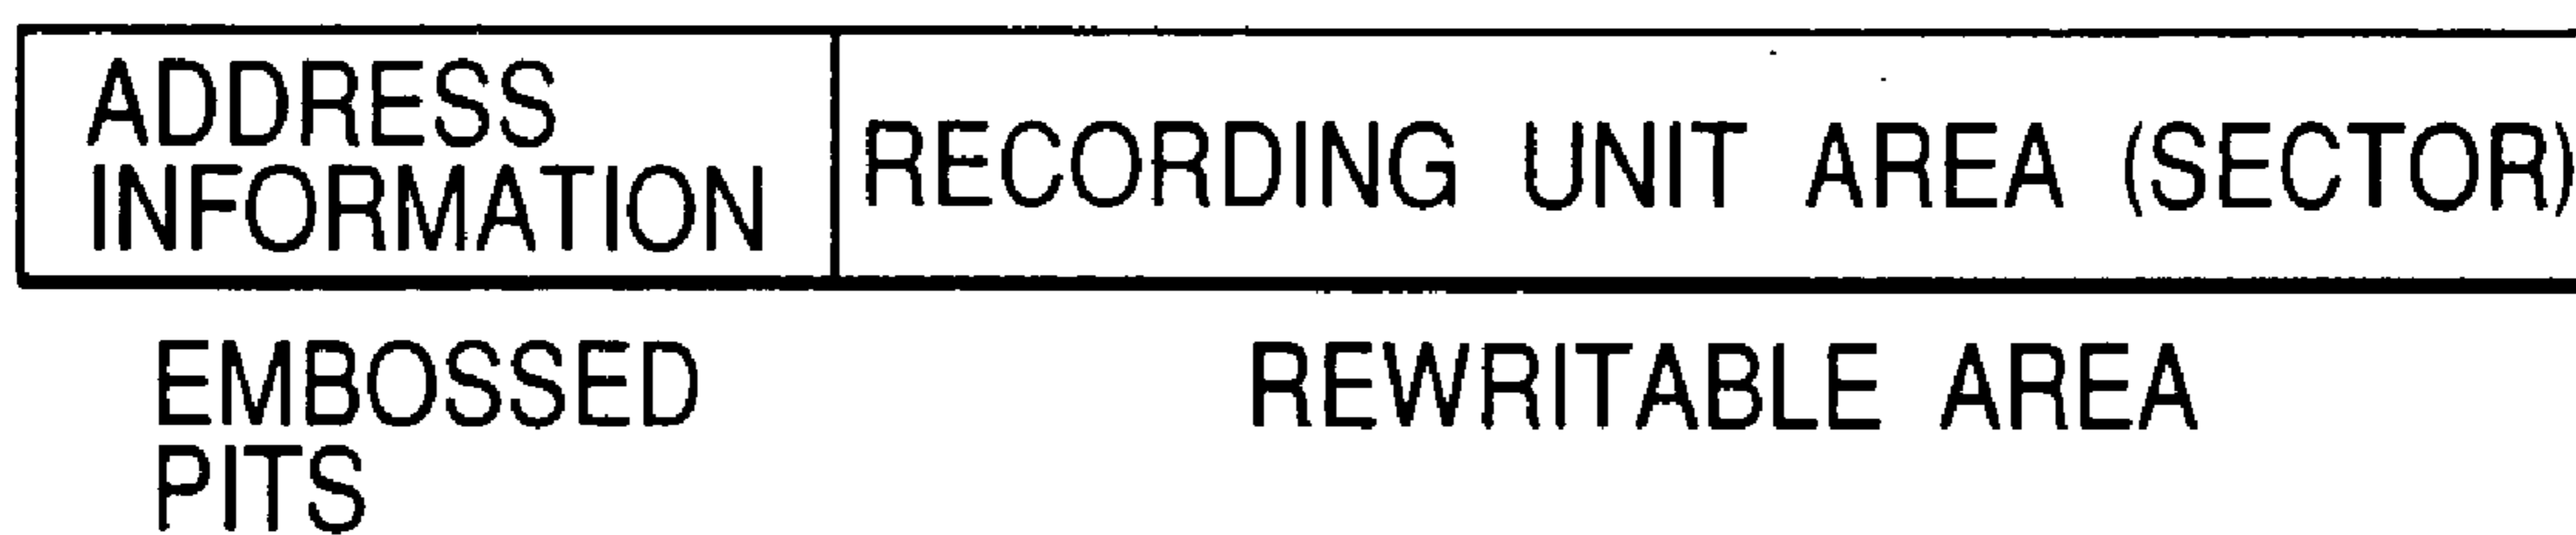 ADDRESS
INFORMATION
RECORDING UNIT AREA (SECTOR)
EMBOSSED
PITS
REWRITABLE AREA